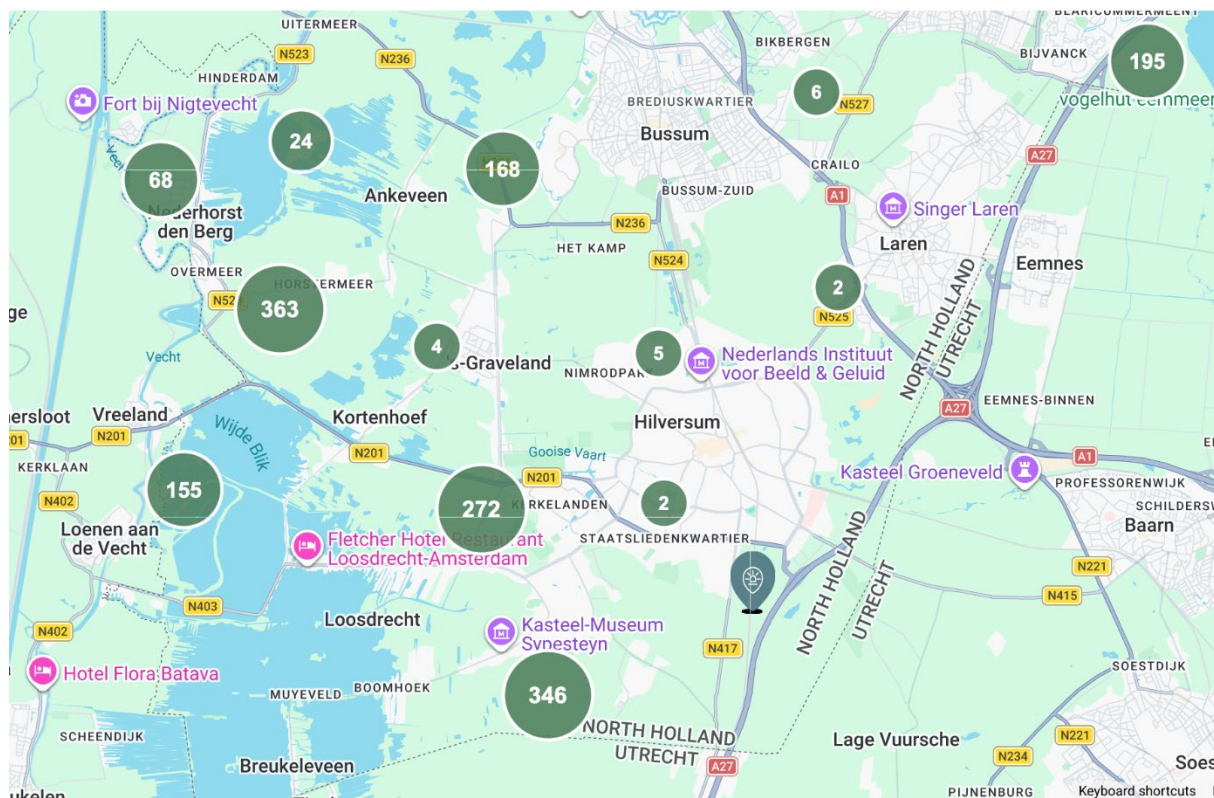 UITERMEER
BLARICUMMERMEENT
BIKBERGEN
BIJVANCK
N523
N236
195
HINDERDAM
6
N527
vogelhut eemmeer
Fort bij Nigtevecht
BREDIUSKWARTIER
Bussum
24
A27
168
CRAILO
68
Ankeveen
BUSSUM-ZUID
A1
Singer Laren
Nederhorst
den Berg
N236
HET KAMP
Laren
N524
Eemnes
OVERMEER
HORSTERMEER
2
363
N525
4
's-Graveland
5
Nederlands Instituut
voor Beeld & Geluid
NIMRODPARK
NORTH HOLLAND
UTRECHT
Vecht
EEMNES-BINNEN
A27
Vreeland
Kortenhoef
Hilversum
N201
Wijde Blik
N201
Gooise Vaart
N201
A1
KERKLAAN
Kasteel Groeneveld
PROFESSORENWIJK
155
N402
272
KERKELANDEN
2
Baarn
Loenen aan
de Vecht
Fletcher Hotel Restaurant
Loosdrecht-Amsterdam
STAATSLIEDENKWARTIER
N221
N415
N403
NORTH HOLLAND
UTRECHT
Loosdrecht
N402
Kasteel-Museum
Sypesteyn
N417
Hotel Flora Batava
SOESTDIJK
MUYEVELD
BOOMHOEK
346
SCHEENDIJK
NORTH HOLLAND
UTRECHT
Lage Vuursche
N221
N234
Breukeleveen
A27
PIJNENBURG
Keyboard shortcuts